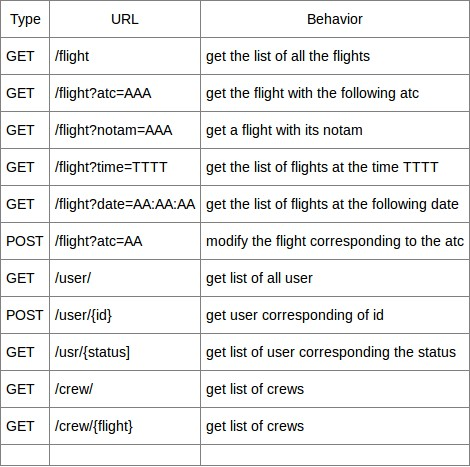 Type URL Behavior
GET /flight get the list of all the flights
GET /flight?atc=AAA get the flight with the following atc
GET /flight?notam=AAA get a flight with its notam
GET /flight?time=TTTT get the list of flights at the time TTTT
GET /flight?date=AA:AA:AA get the list of flights at the following date
POST /flight?atc=AA modify the flight corresponding to the atc
GET /user/ get list of all user
POST /user/{id} get user corresponding of id
GET /usr/{status] get list of user corresponding the status
GET /crew/ get list of crews
GET /crew/{flight} get list of crews